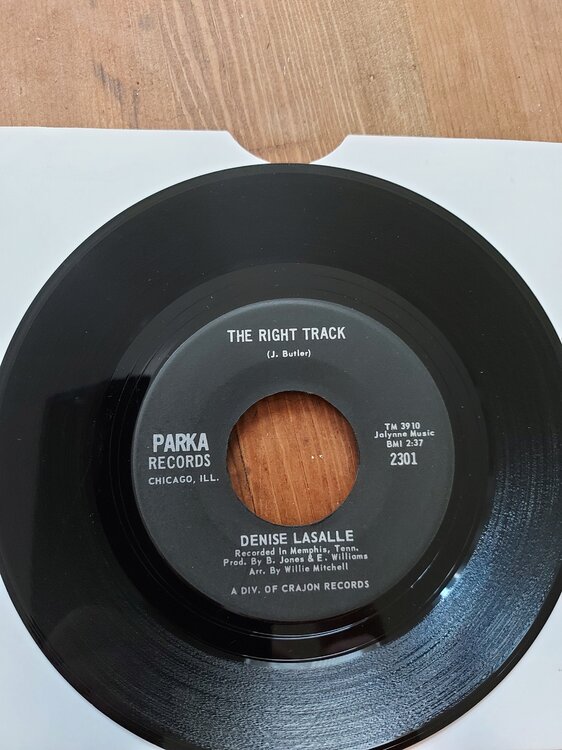 THE RIGHT TRACK
(J. Butler)
PARKA
RECORDS
CHICAGO, ILL.
TM 3910
Jalynne Music
BMI 2:37
2301
DENISE LASALLE
Recorded In Memphis, Tenn.
Prod. By B. Jones & E. Williams
Arr. By Willie Mitchell
A DIV. OF CRAJON RECORDS